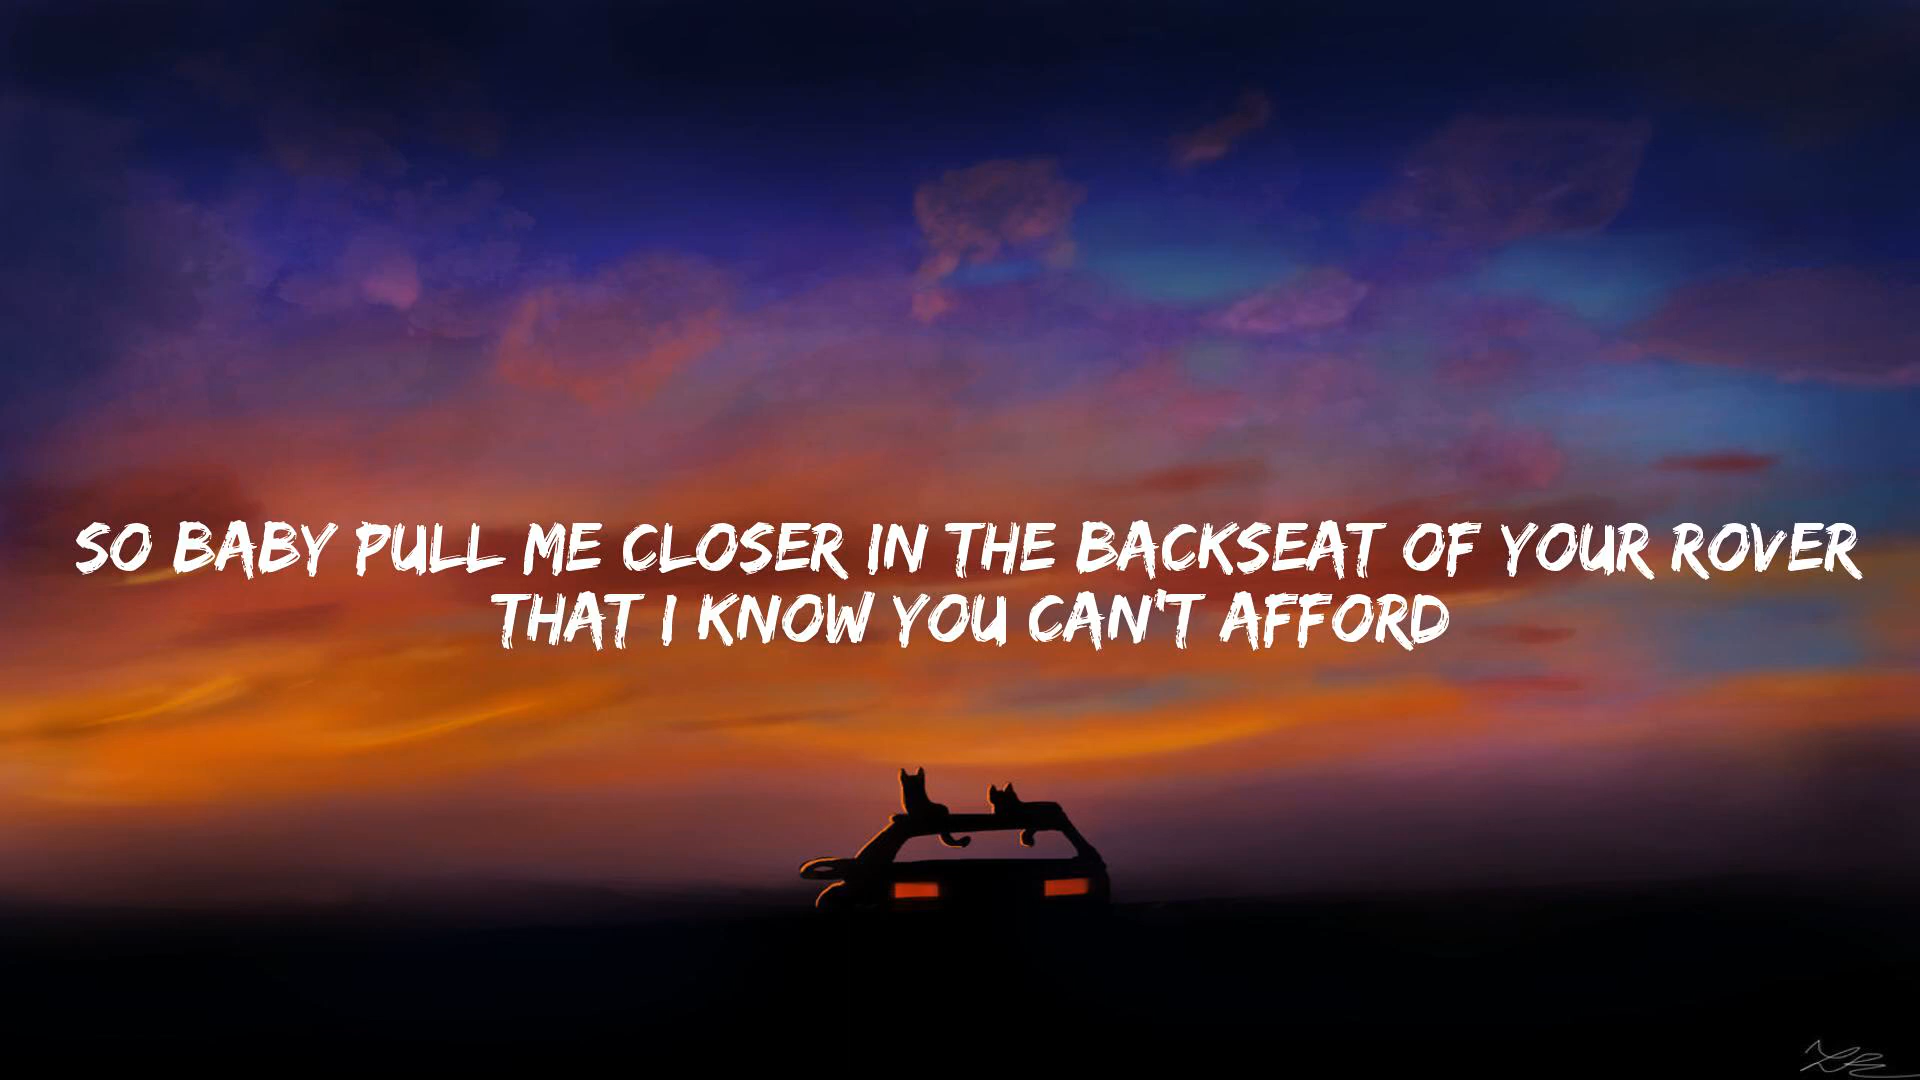 SO BABY PULL ME CLOSER IN THE BACKSEAT OF YOUR ROVER
THAT I KNOW YOU CAN'T AFFORD